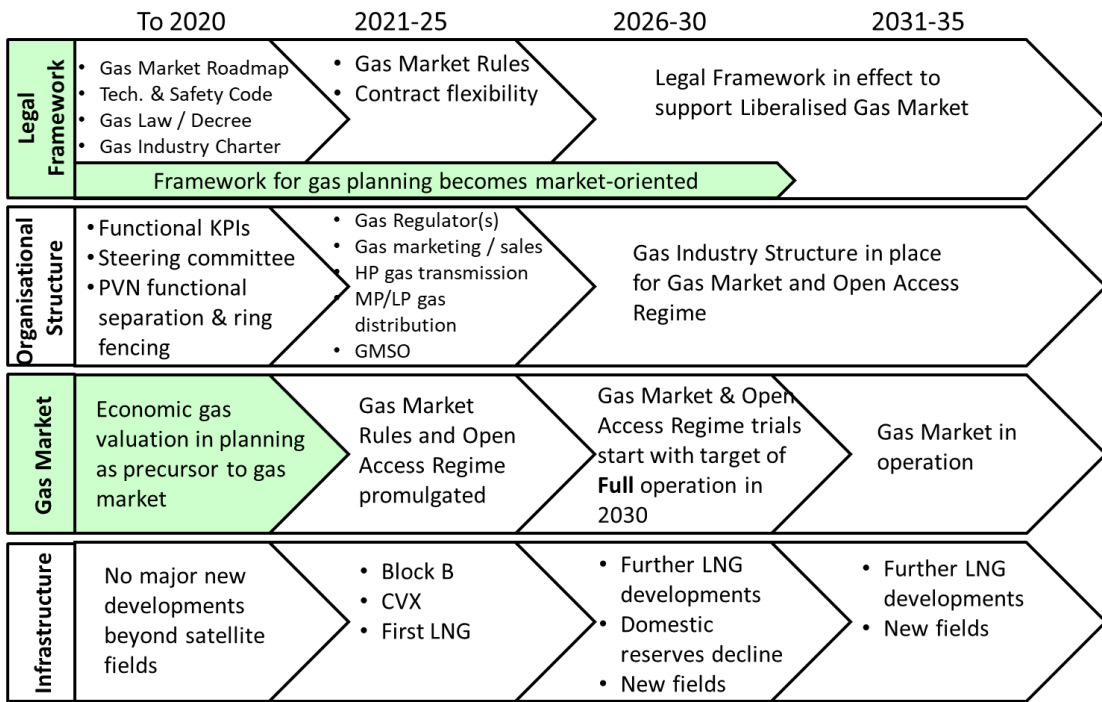 To 2020
2021-25
2026-30
2031-35
Legal
Framework
• Gas Market Roadmap
• Tech. & Safety Code
• Gas Law / Decree
• Gas Industry Charter
• Gas Market Rules
• Contract flexibility
Legal Framework in effect to
support Liberalised Gas Market
Framework for gas planning becomes market-oriented
Organisational
Structure
• Functional KPIs
• Steering committee
• PVN functional
separation & ring
fencing
• Gas Regulator(s)
• Gas marketing / sales
• HP gas transmission
• MP/LP gas
distribution
• GMSO
Gas Industry Structure in place
for Gas Market and Open Access
Regime
Gas Market
Economic gas
valuation in planning
as precursor to gas
market
Gas Market
Rules and Open
Access Regime
promulgated
Gas Market & Open
Access Regime trials
start with target of
Full operation in
2030
Gas Market in
operation
Infrastructure
No major new
developments
beyond satellite
fields
• Block B
• CVX
• First LNG
• Further LNG
developments
• Domestic
reserves decline
• New fields
• Further LNG
developments
• New fields